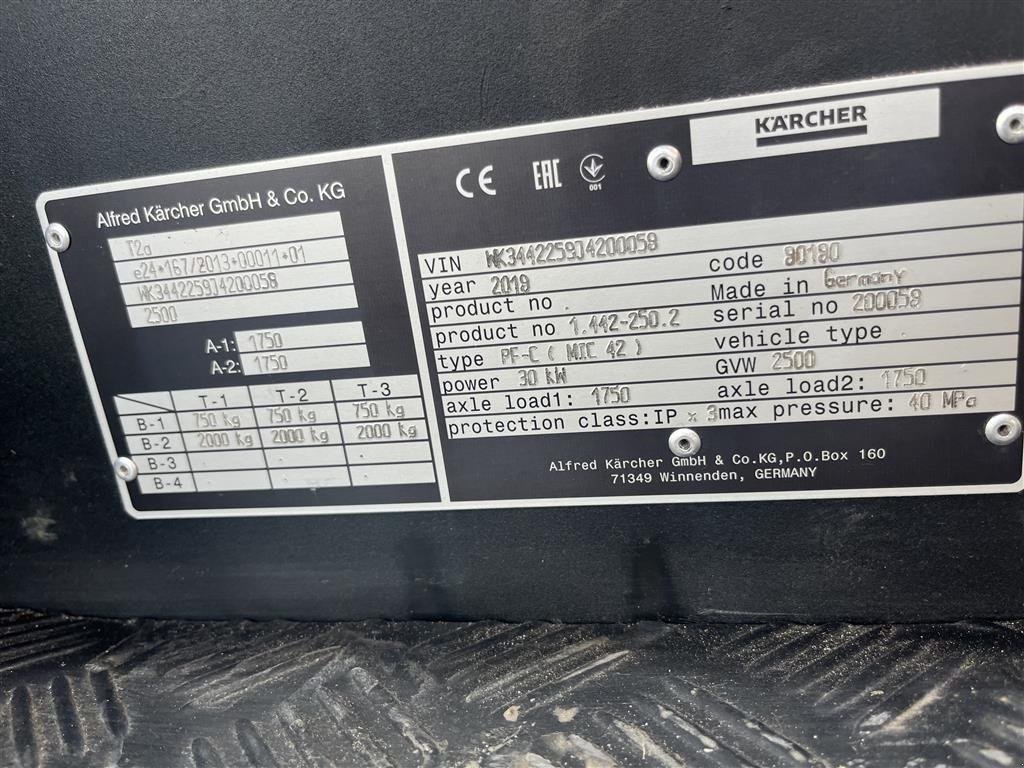 Alfred Kärcher GmbH & Co. KG
T2a
e24*167/2013*00011*01
WK3442259J4200058
2500
A-1: 1750
A-2: 1750
T-1 T-2 T-3
B-1 750 kg 750 kg 750 kg
B-2 2000 kg 2000 kg 2000 kg
B-3 . . .
B-4 . . .
CE EAC 001
KÄRCHER
VIN WK3442259J4200058 code 90190
year 2019 Made in Germany
product no . serial no 200058
product no 1.442-250.2 vehicle type
type PF-C ( MIC 42 ) GVW 2500
power 30 kW axle load2: 1750
axle load1: 1750 max pressure: 40 MPa
protection class:IP x 3
Alfred Kärcher GmbH & Co.KG,P.O.Box 160
71349 Winnenden, GERMANY